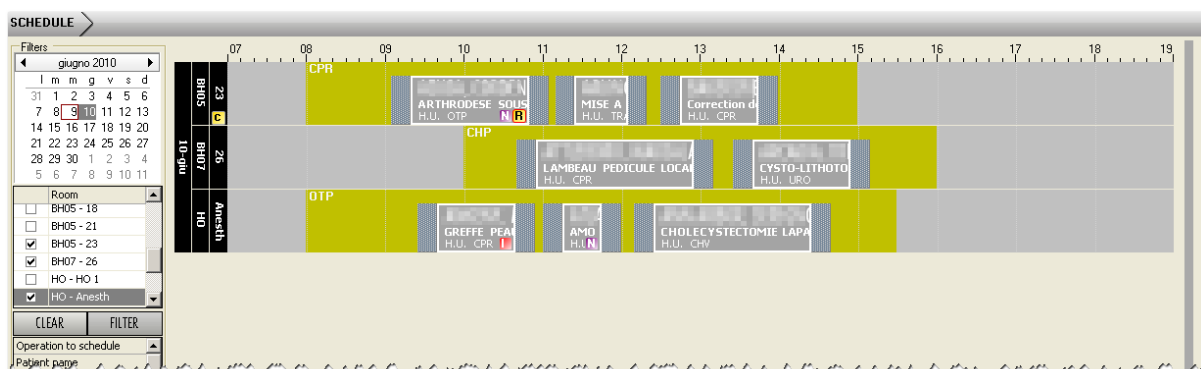 SCHEDULE
Filters
giugno 2010
l m m g v s d
31 1 2 3 4 5 6
7 8 9 10 11 12 13
14 15 16 17 18 19 20
21 22 23 24 25 26 27
28 29 30 1 2 3 4
5 6 7 8 9 10 11
Room
BH05 - 18
BH05 - 21
BH05 - 23
BH07 - 26
HO - HO 1
HO - Anesth
CLEAR FILTER
Operation to schedule
Patient name
07 08 09 10 11 12 13 14 15 16 17 18 19
10-giu
BH05 23 C
CPR
ARTHRODESE SOUS
H.U. OTP N R
MISE A
H.U. TRA
Correction d
H.U. CPR
BH07 26
CHP
LAMBEAU PEDICULE LOCAL
H.U. CPR
CYSTO-LITHOTO
H.U. URO
HO Anesth
OTP
GREFFE PEAU
H.U. CPR I
AMO
H.U. N
CHOLECYSTECTOMIE LAPA
H.U. CHV